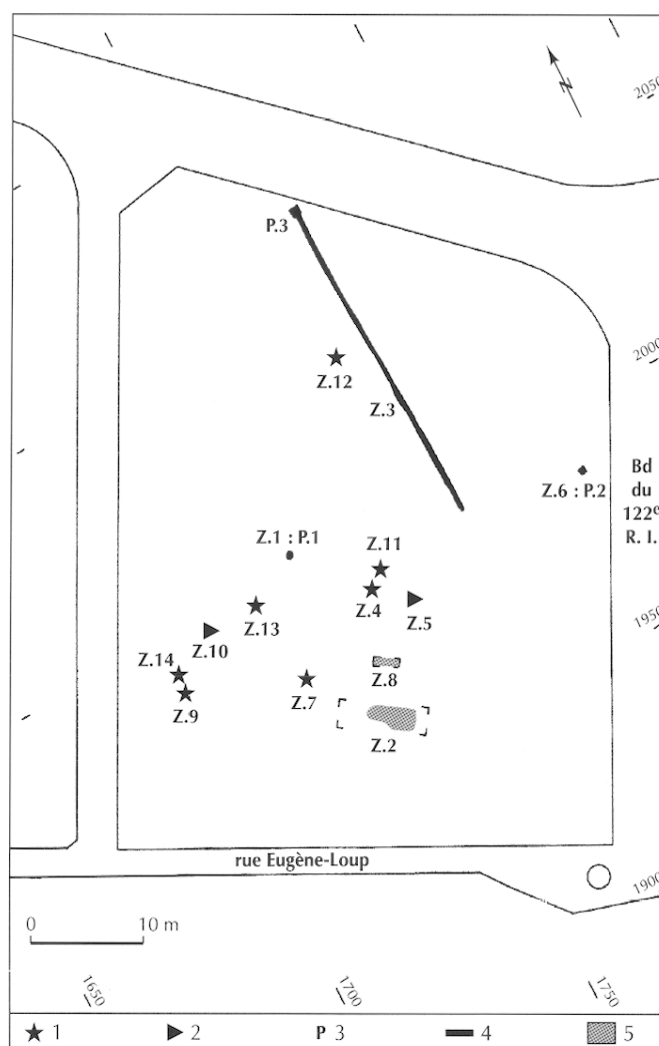 N
2050
P.3
Z.12
2000
Z.3
Z.6 : P.2
Bd
du
122e
R. I.
Z.1 : P.1
Z.11
Z.4
Z.5
1950
Z.13
Z.10
Z.14
Z.9
Z.7
Z.8
Z.2
rue Eugène-Loup
1900
0 10 m
1650
1700
1750
1 2 P 3 4 5